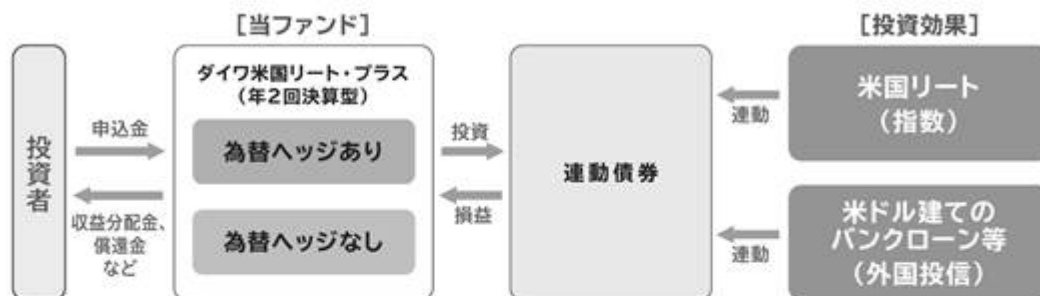 [当ファンド]
[投資効果]
投資者
申込金
収益分配金、
償還金
など
ダイワ米国リート・プラス
(年2回決算型)
為替ヘッジあり
為替ヘッジなし
投資
損益
連動債券
連動
米国リート
(指数)
連動
米ドル建ての
バンクローン等
(外国投信)